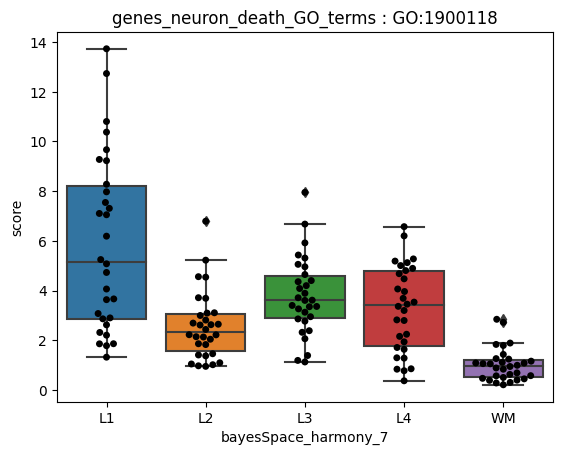 genes_neuron_death_GO_terms : GO:1900118
score
14
12
10
8
6
4
2
0
L1 L2 L3 L4 WM
bayesSpace_harmony_7